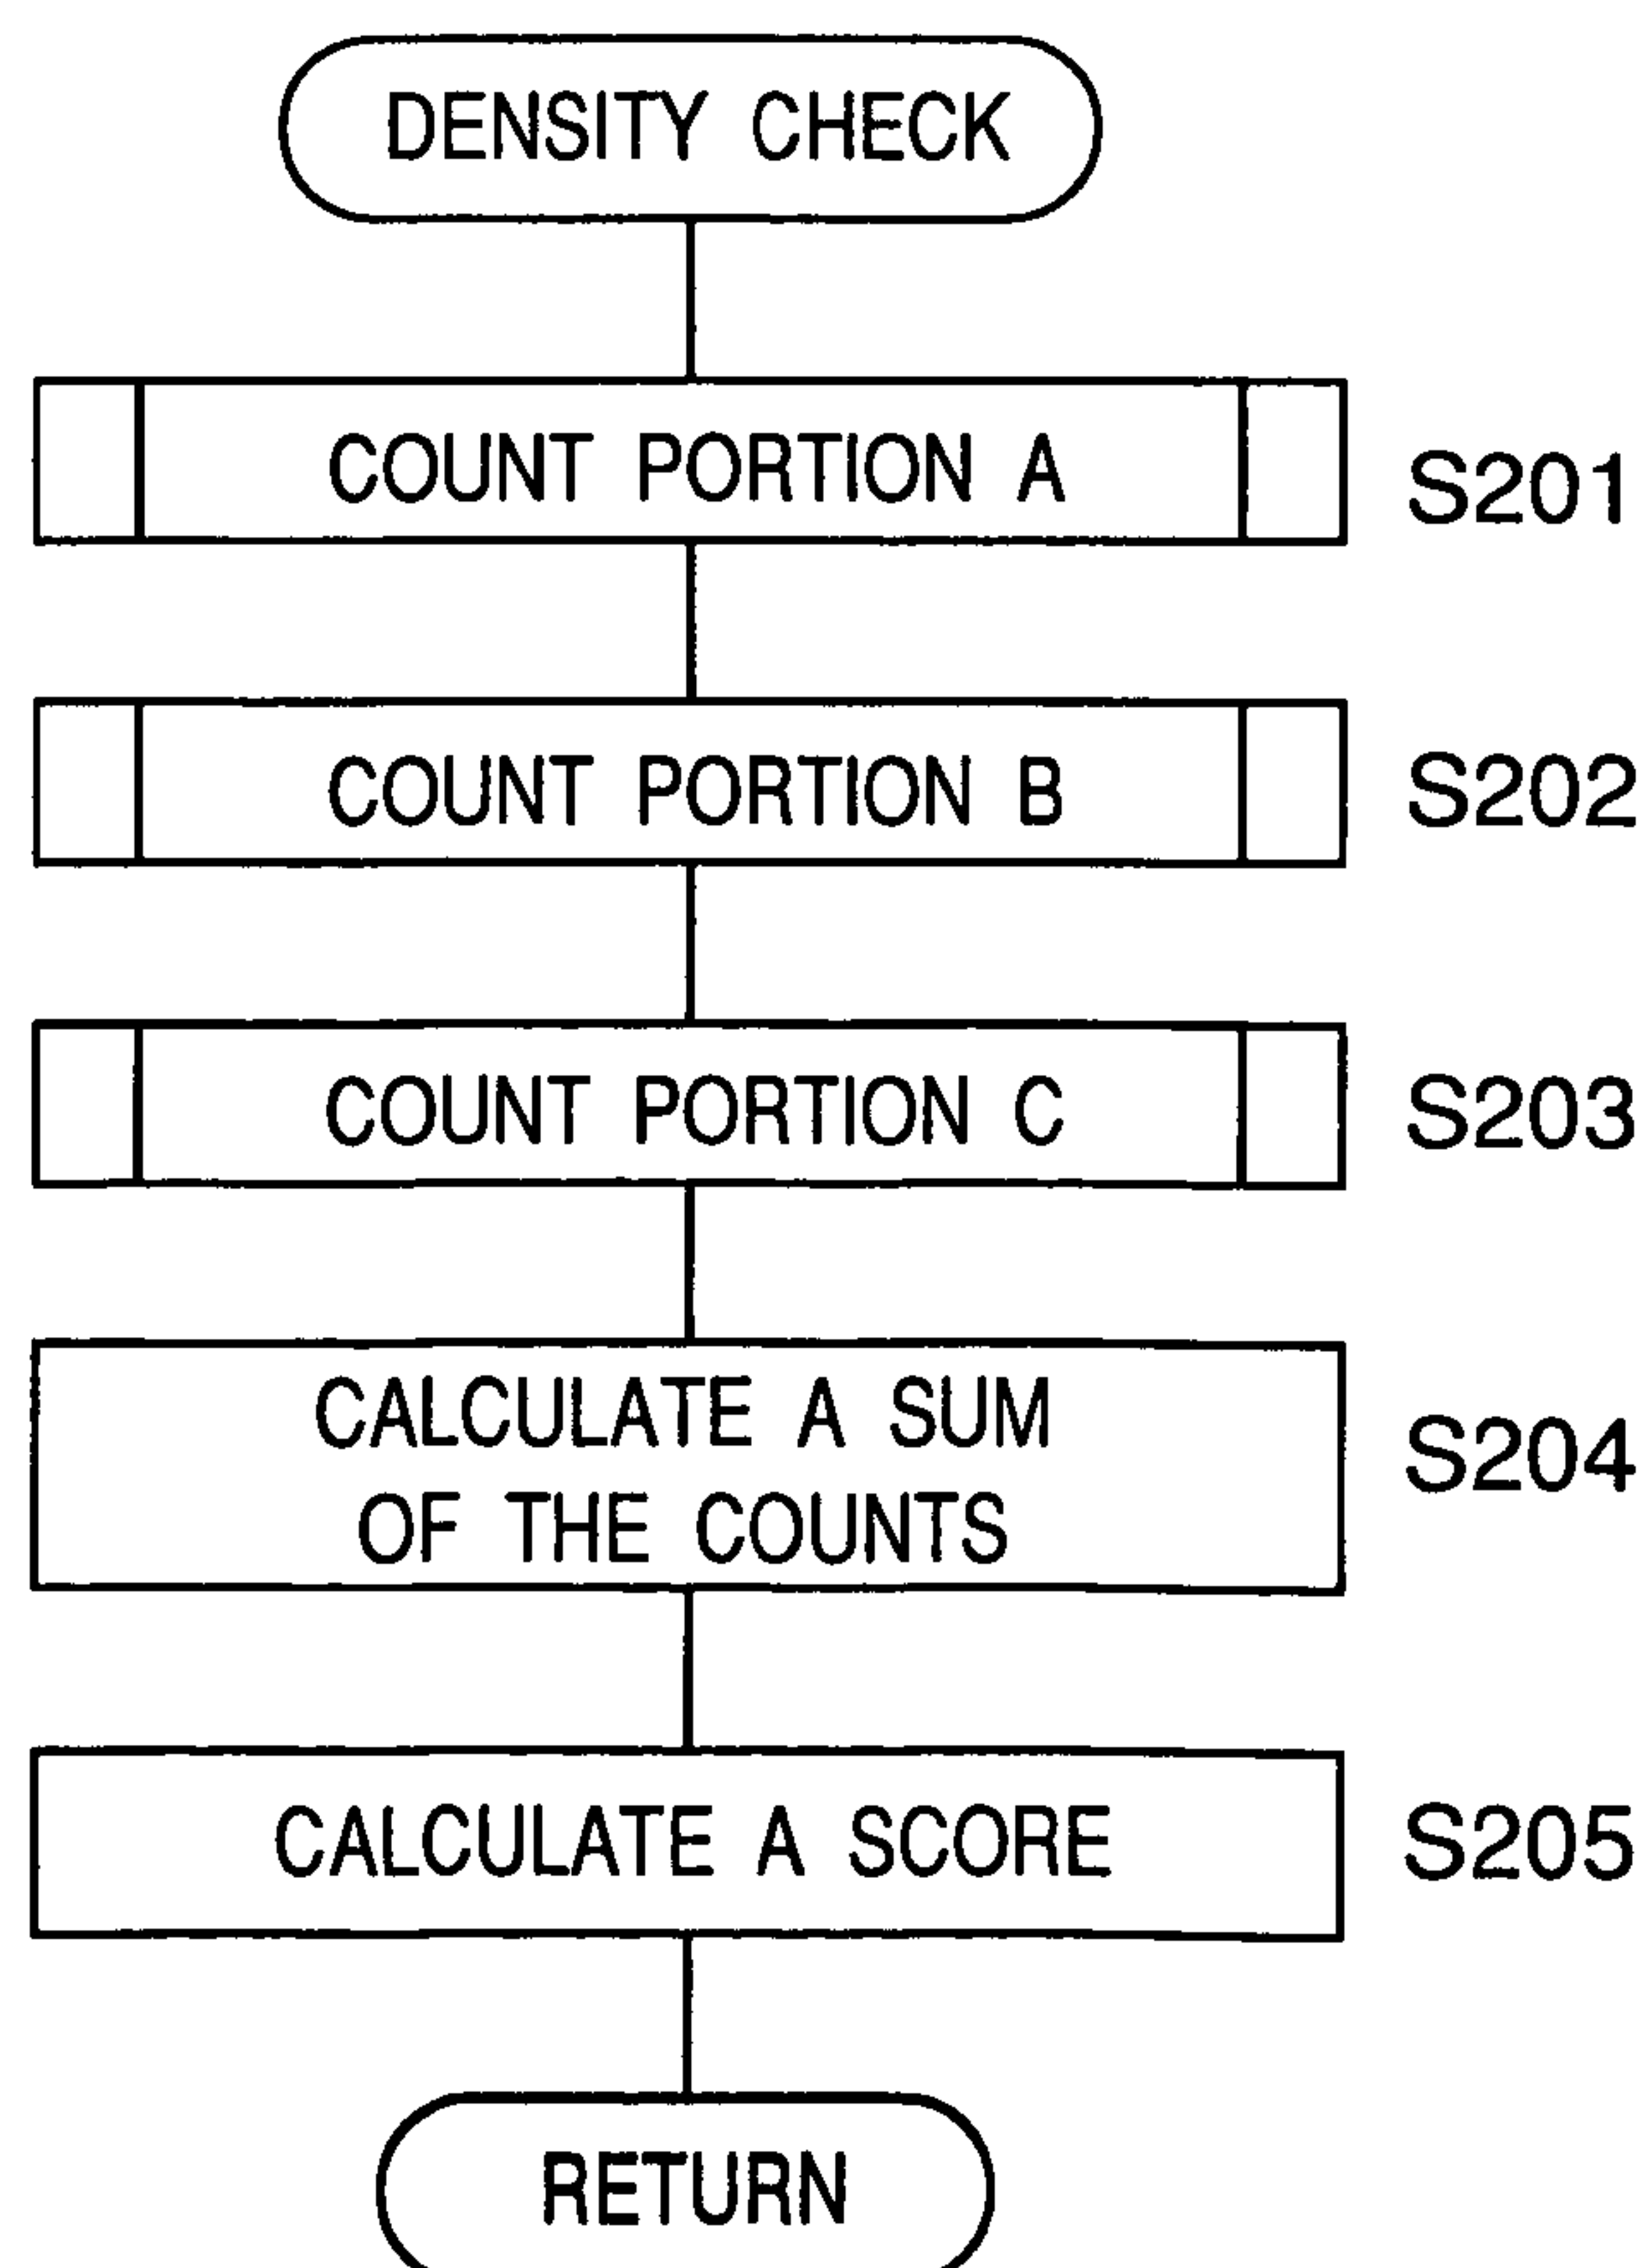 DENSITY CHECK
COUNT PORTION A
S201
COUNT PORTION B
S202
COUNT PORTION C
S203
CALCULATE A SUM
OF THE COUNTS
S204
CALCULATE A SCORE
S205
RETURN